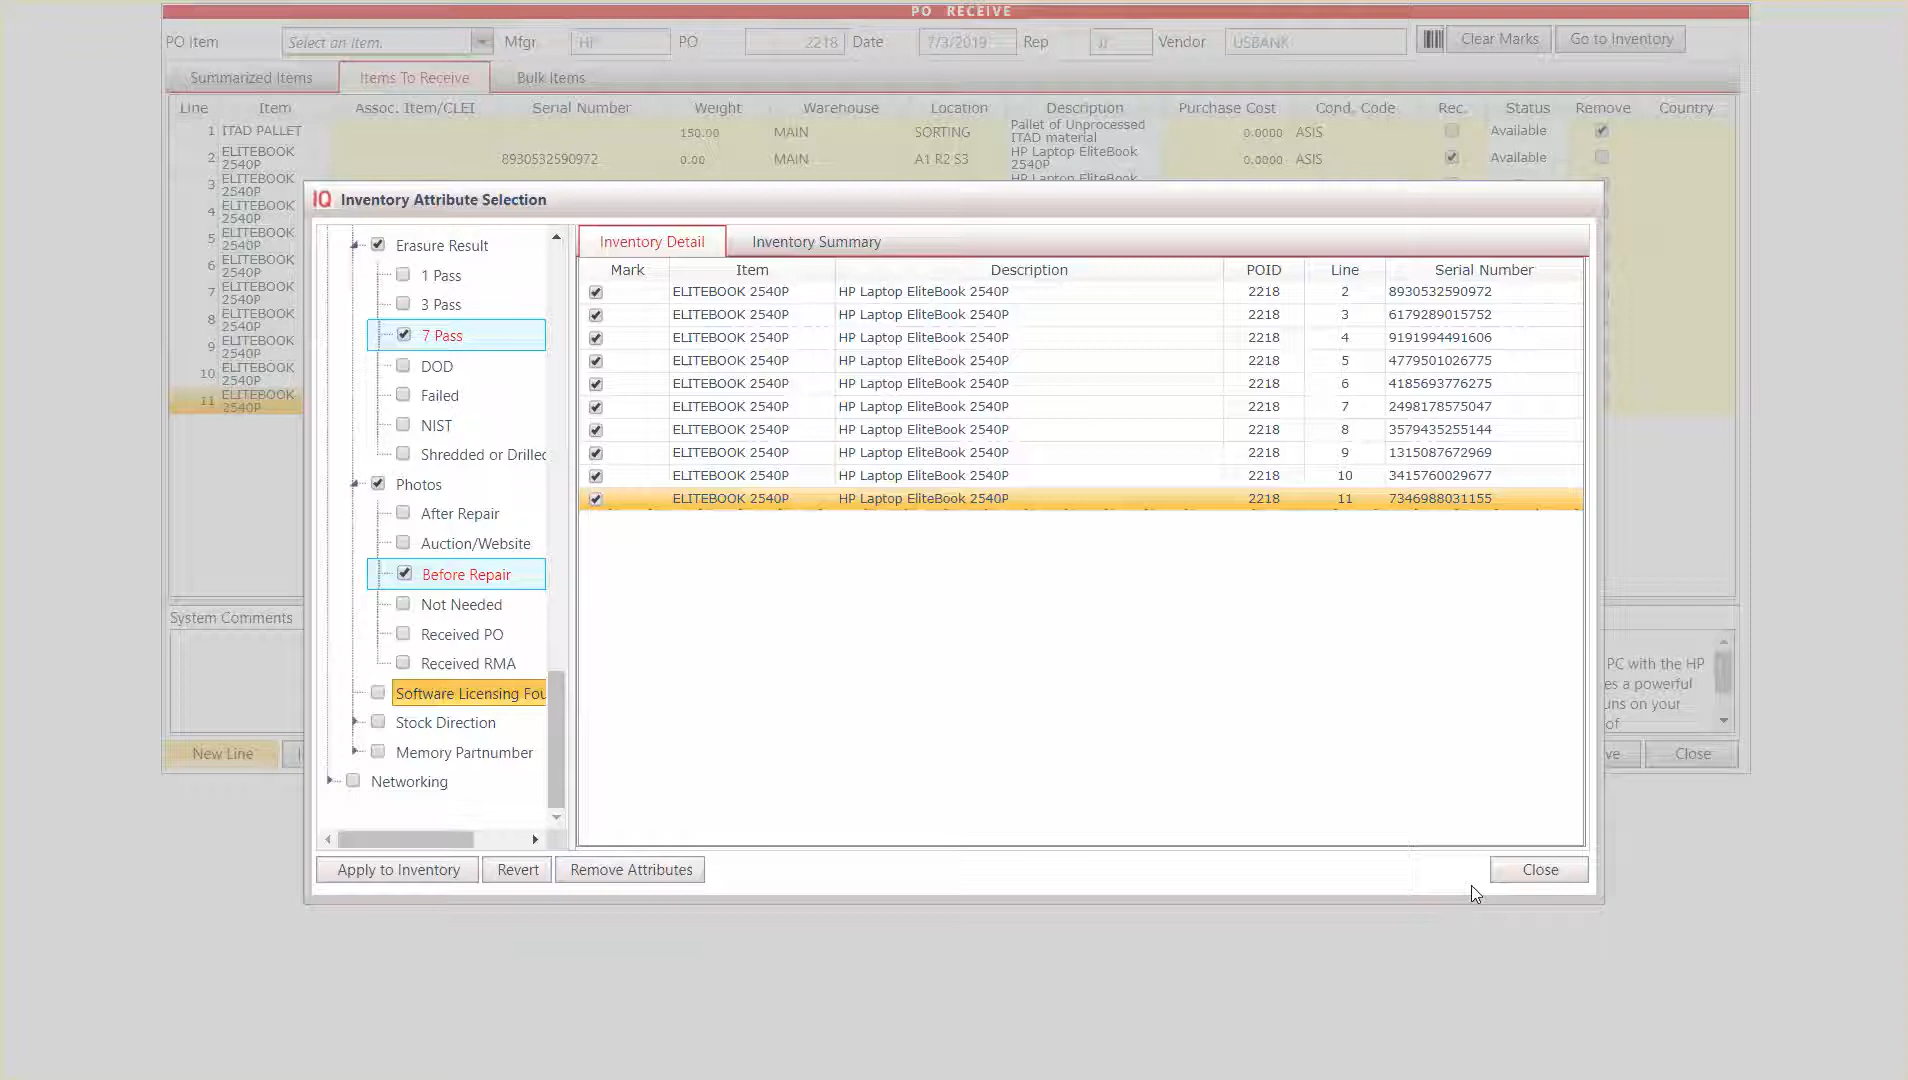 PO RECEIVE
PO Item Select an Item. Mfgr PO 2218 Date 7/3/2019 Rep Vendor USBANK Clear Marks Go to Inventory
Summarized Items Items To Receive Bulk Items
Line Item Assoc. Item/CLEI Serial Number Weight Warehouse Location Description Purchase Cost Cond. Code Rec. Status Remove Country
1 ITAD PALLET 150.00 MAIN SORTING Pallet of Unprocessed ITAD material 0.0000 ASIS Available
2 ELITEBOOK 2540P 8930532590972 0.00 MAIN A1 R2 S3 HP Laptop EliteBook 2540P 0.0000 ASIS Available
3 ELITEBOOK 2540P HP Laptop EliteBook
4 ELITEBOOK 2540P
5 ELITEBOOK 2540P
6 ELITEBOOK 2540P
7 ELITEBOOK 2540P
8 ELITEBOOK 2540P
9 ELITEBOOK 2540P
10 ELITEBOOK 2540P
11 ELITEBOOK 2540P
IQ Inventory Attribute Selection
Erasure Result
1 Pass
3 Pass
7 Pass
DOD
Failed
NIST
Shredded or Drilled
Photos
After Repair
Auction/Website
Before Repair
Not Needed
Received PO
Received RMA
Software Licensing Fou
Stock Direction
Memory Partnumber
Networking
Inventory Detail Inventory Summary
Mark Item Description POID Line Serial Number
ELITEBOOK 2540P HP Laptop EliteBook 2540P 2218 2 8930532590972
ELITEBOOK 2540P HP Laptop EliteBook 2540P 2218 3 6179289015752
ELITEBOOK 2540P HP Laptop EliteBook 2540P 2218 4 9191994491606
ELITEBOOK 2540P HP Laptop EliteBook 2540P 2218 5 4779501026775
ELITEBOOK 2540P HP Laptop EliteBook 2540P 2218 6 4185693776275
ELITEBOOK 2540P HP Laptop EliteBook 2540P 2218 7 2498178575047
ELITEBOOK 2540P HP Laptop EliteBook 2540P 2218 8 3579435255144
ELITEBOOK 2540P HP Laptop EliteBook 2540P 2218 9 1315087672969
ELITEBOOK 2540P HP Laptop EliteBook 2540P 2218 10 3415760029677
ELITEBOOK 2540P HP Laptop EliteBook 2540P 2218 11 7346988031155
Apply to Inventory Revert Remove Attributes Close
System Comments
PC with the HP
es a powerful
uns on your
of
New Line ve Close